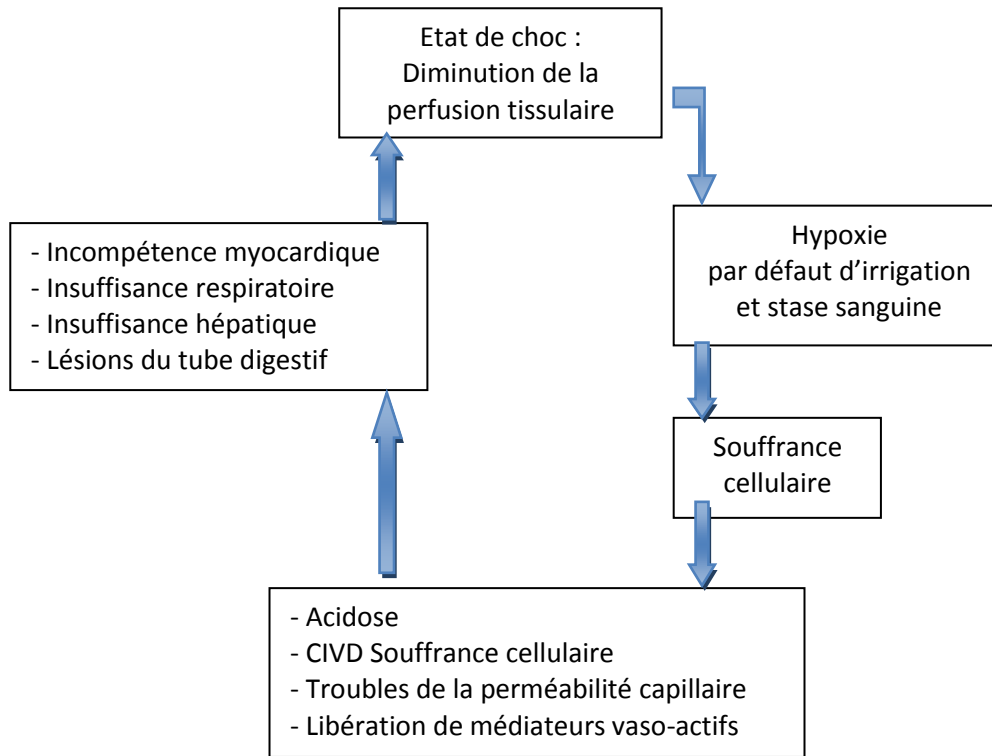 Etat de choc :
Diminution de la
perfusion tissulaire
Hypoxie
par défaut d’irrigation
et stase sanguine
Souffrance
cellulaire
- Acidose
- CIVD Souffrance cellulaire
- Troubles de la perméabilité capillaire
- Libération de médiateurs vaso-actifs
- Incompétence myocardique
- Insuffisance respiratoire
- Insuffisance hépatique
- Lésions du tube digestif